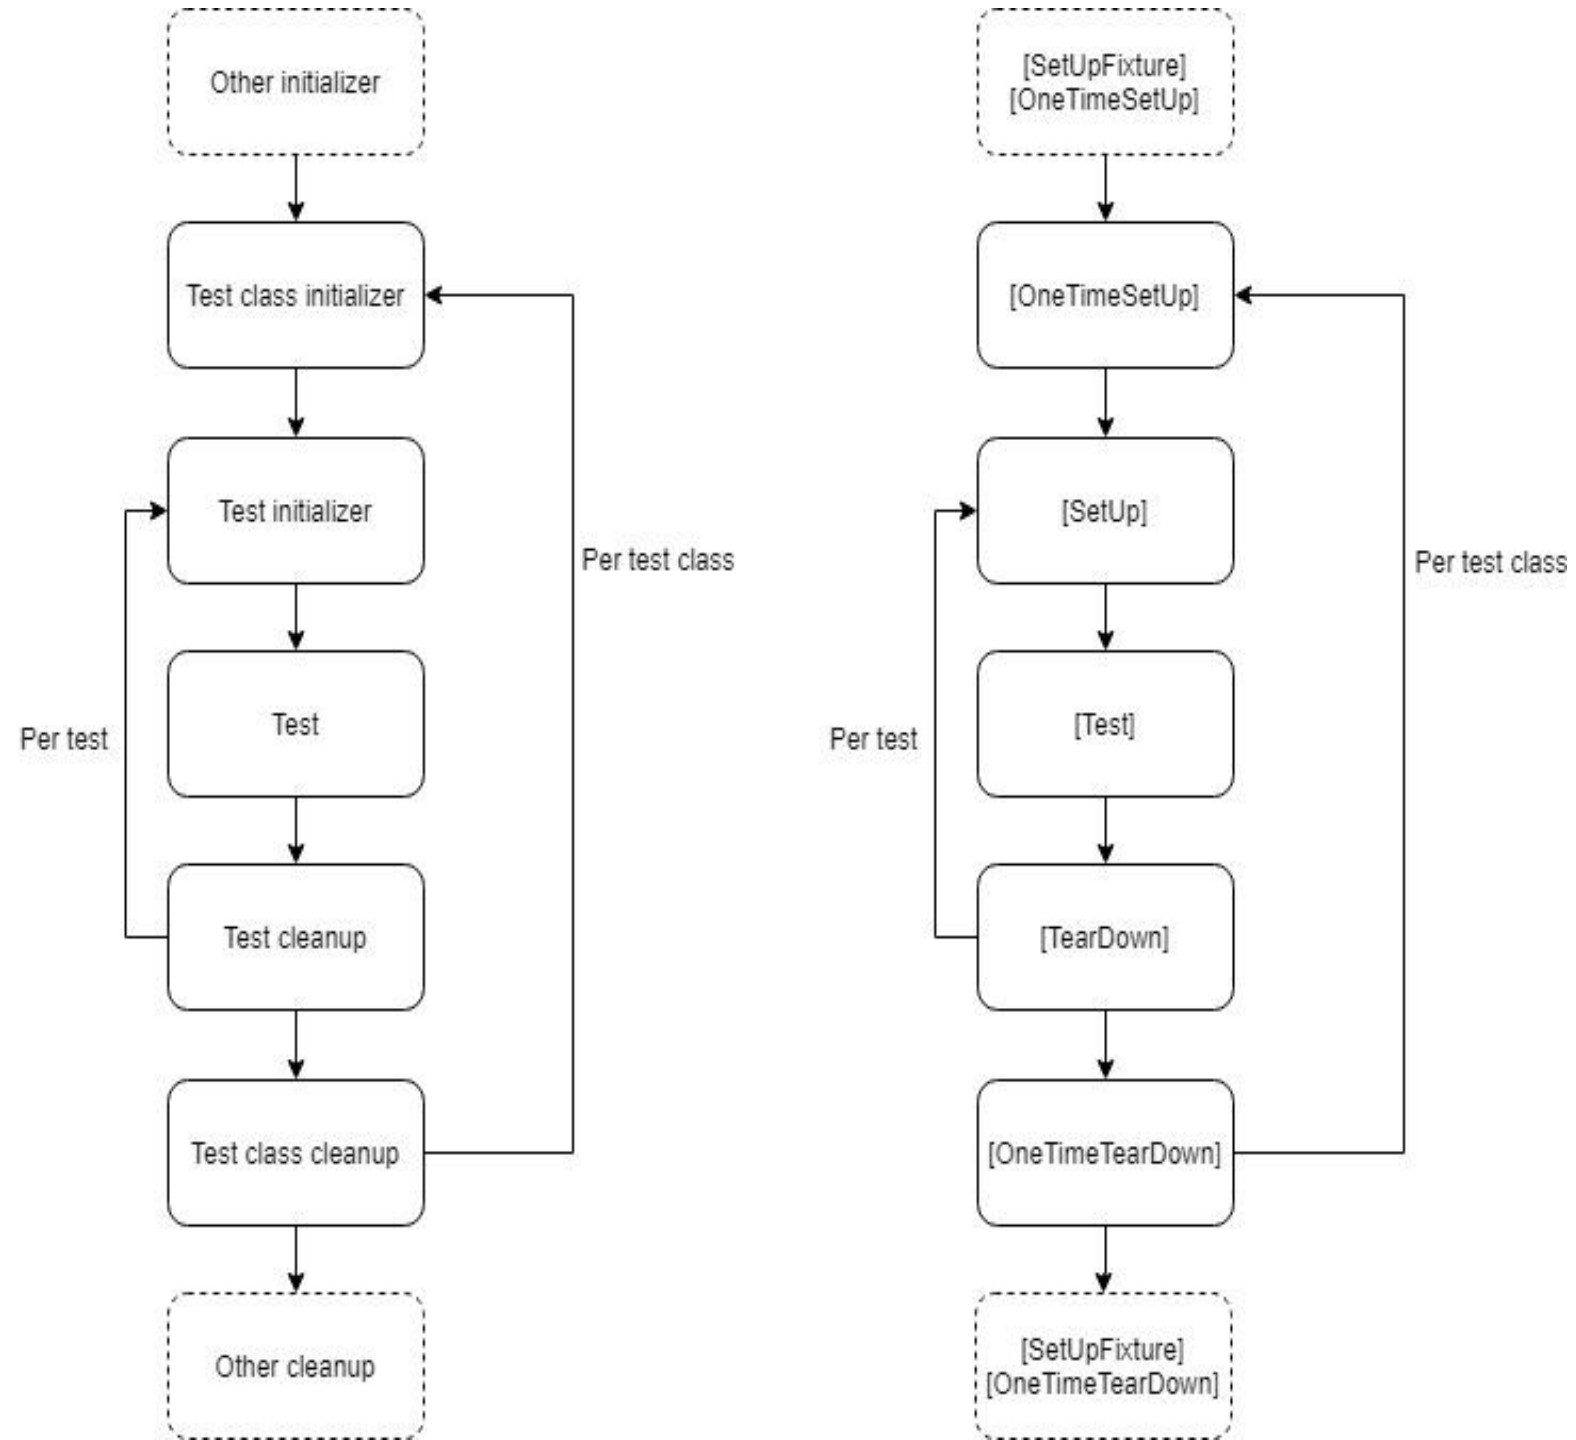 Other initializer
Test class initializer
Test initializer
Per test class
Test
Per test
Test cleanup
Test class cleanup
Other cleanup
[SetUpFixture]
[OneTimeSetUp]
[OneTimeSetUp]
[SetUp]
Per test class
[Test]
Per test
[TearDown]
[OneTimeTearDown]
[SetUpFixture]
[OneTimeTearDown]